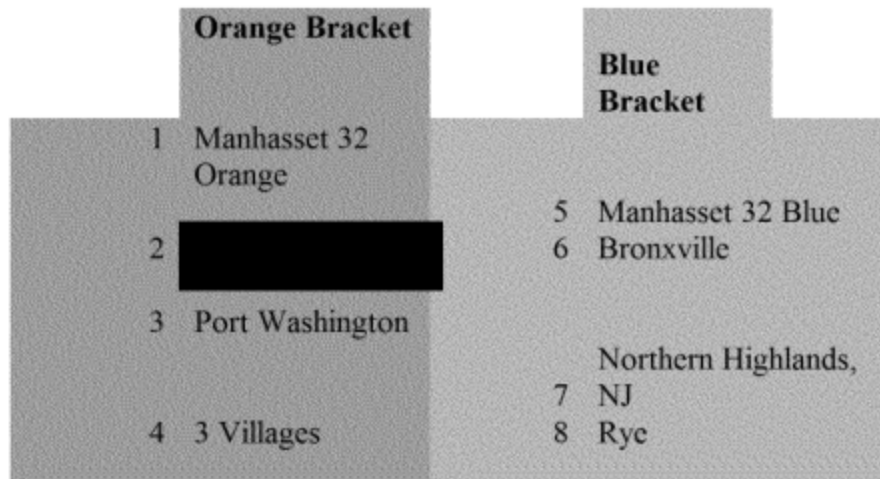 Orange Bracket
Blue
Bracket
1 Manhasset 32
Orange
5 Manhasset 32 Blue
2
6 Bronxville
3 Port Washington
Northern Highlands,
7 NJ
4 3 Villages
8 Rye